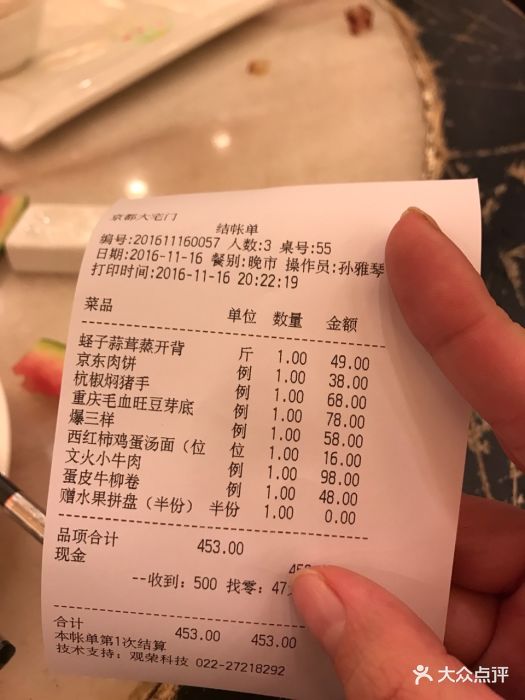 京都大宅门
结帐单
编号:201611160057 人数:3 桌号:55
日期:2016-11-16 餐别:晚市 操作员:孙雅琴
打印时间:2016-11-16 20:22:19
菜品 单位 数量 金额
蛏子蒜茸蒸开背 斤 1.00 49.00
京东肉饼 例 1.00 38.00
杭椒焖猪手 例 1.00 68.00
重庆毛血旺豆芽底 例 1.00 78.00
爆三样 例 1.00 58.00
西红柿鸡蛋汤面（位 位 1.00 16.00
文火小牛肉 例 1.00 98.00
蛋皮牛柳卷 例 1.00 48.00
赠水果拼盘（半份） 半份 1.00 0.00
品项合计 453.00
现金
--收到: 500 找零: 47
合计 453.00 453.00
本帐单第1次结算
技术支持: 观荣科技 022-27218292
大众点评